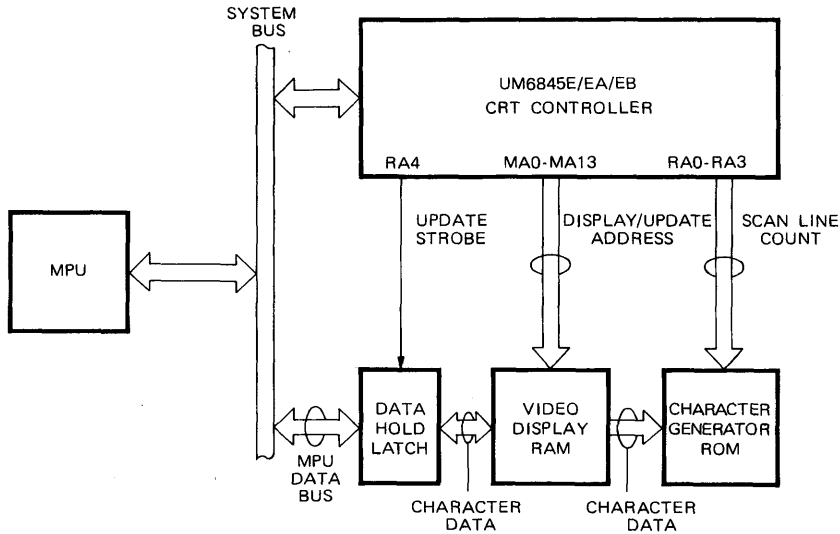 SYSTEM
BUS
UM6845E/EA/EB
CRT CONTROLLER
RA4
MA0-MA13
RA0-RA3
UPDATE
STROBE
DISPLAY/UPDATE
ADDRESS
SCAN LINE
COUNT
MPU
DATA
HOLD
LATCH
VIDEO
DISPLAY
RAM
CHARACTER
GENERATOR
ROM
MPU
DATA
BUS
CHARACTER
DATA
CHARACTER
DATA